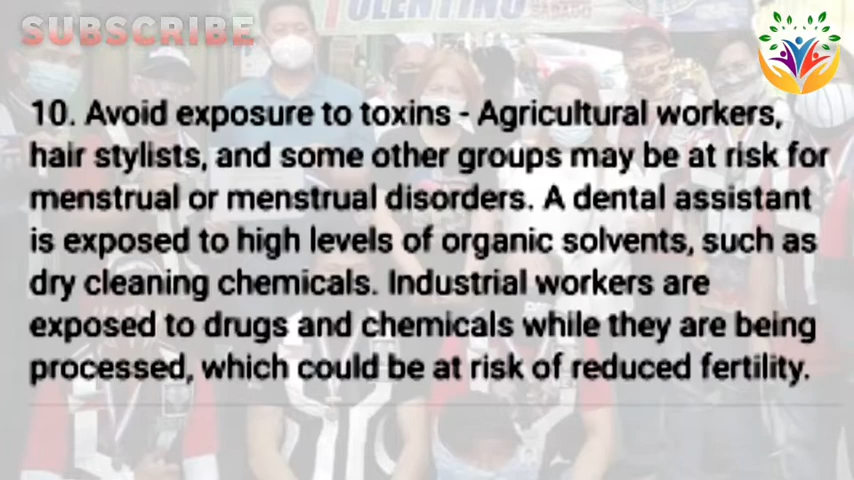 SUBSCRIBE
TOLENTINO
10. Avoid exposure to toxins - Agricultural workers,
hair stylists, and some other groups may be at risk for
menstrual or menstrual disorders. A dental assistant
is exposed to high levels of organic solvents, such as
dry cleaning chemicals. Industrial workers are
exposed to drugs and chemicals while they are being
processed, which could be at risk of reduced fertility.